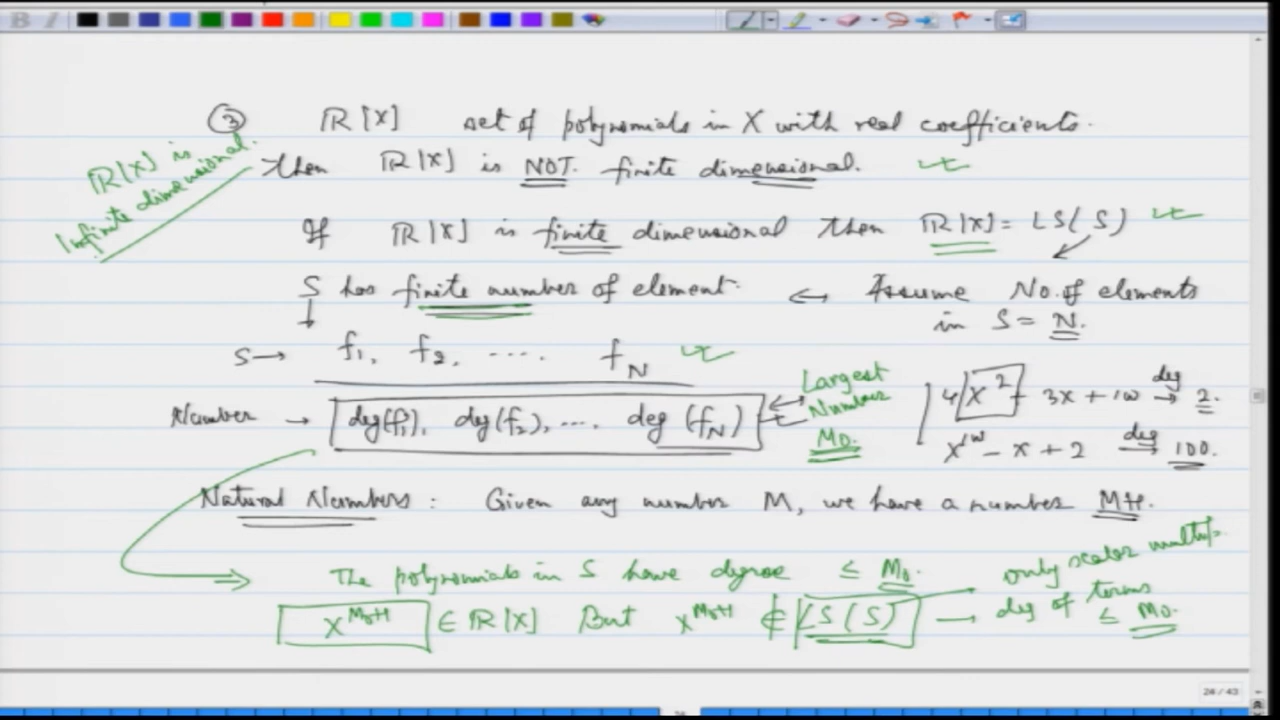 ③ ℝ[X] set of polynomials in X with real coefficients.
ℝ[X] is
Infinite dimensional.
then ℝ[X] is NOT finite dimensional.
If ℝ[X] is finite dimensional then ℝ[X] = LS(S)
S has finite number of element. ↔ Assume No. of elements
in S = N.
S → f₁, f₂, .... f_N
Number → deg(f₁), deg(f₂), .... deg (f_N)
Largest
Number
M₀.
4X² - 3X + 100 deg → 2.
X¹⁰⁰ - X + 2 deg → 100.
Natural Numbers : Given any number M, we have a number M+1.
The polynomials in S have degree ≤ M₀.
X^{M₀+1} ∈ ℝ[X] But X^{M₀+1} ∉ LS(S) →
only scalar
deg of terms
≤ M₀.
24 / 43